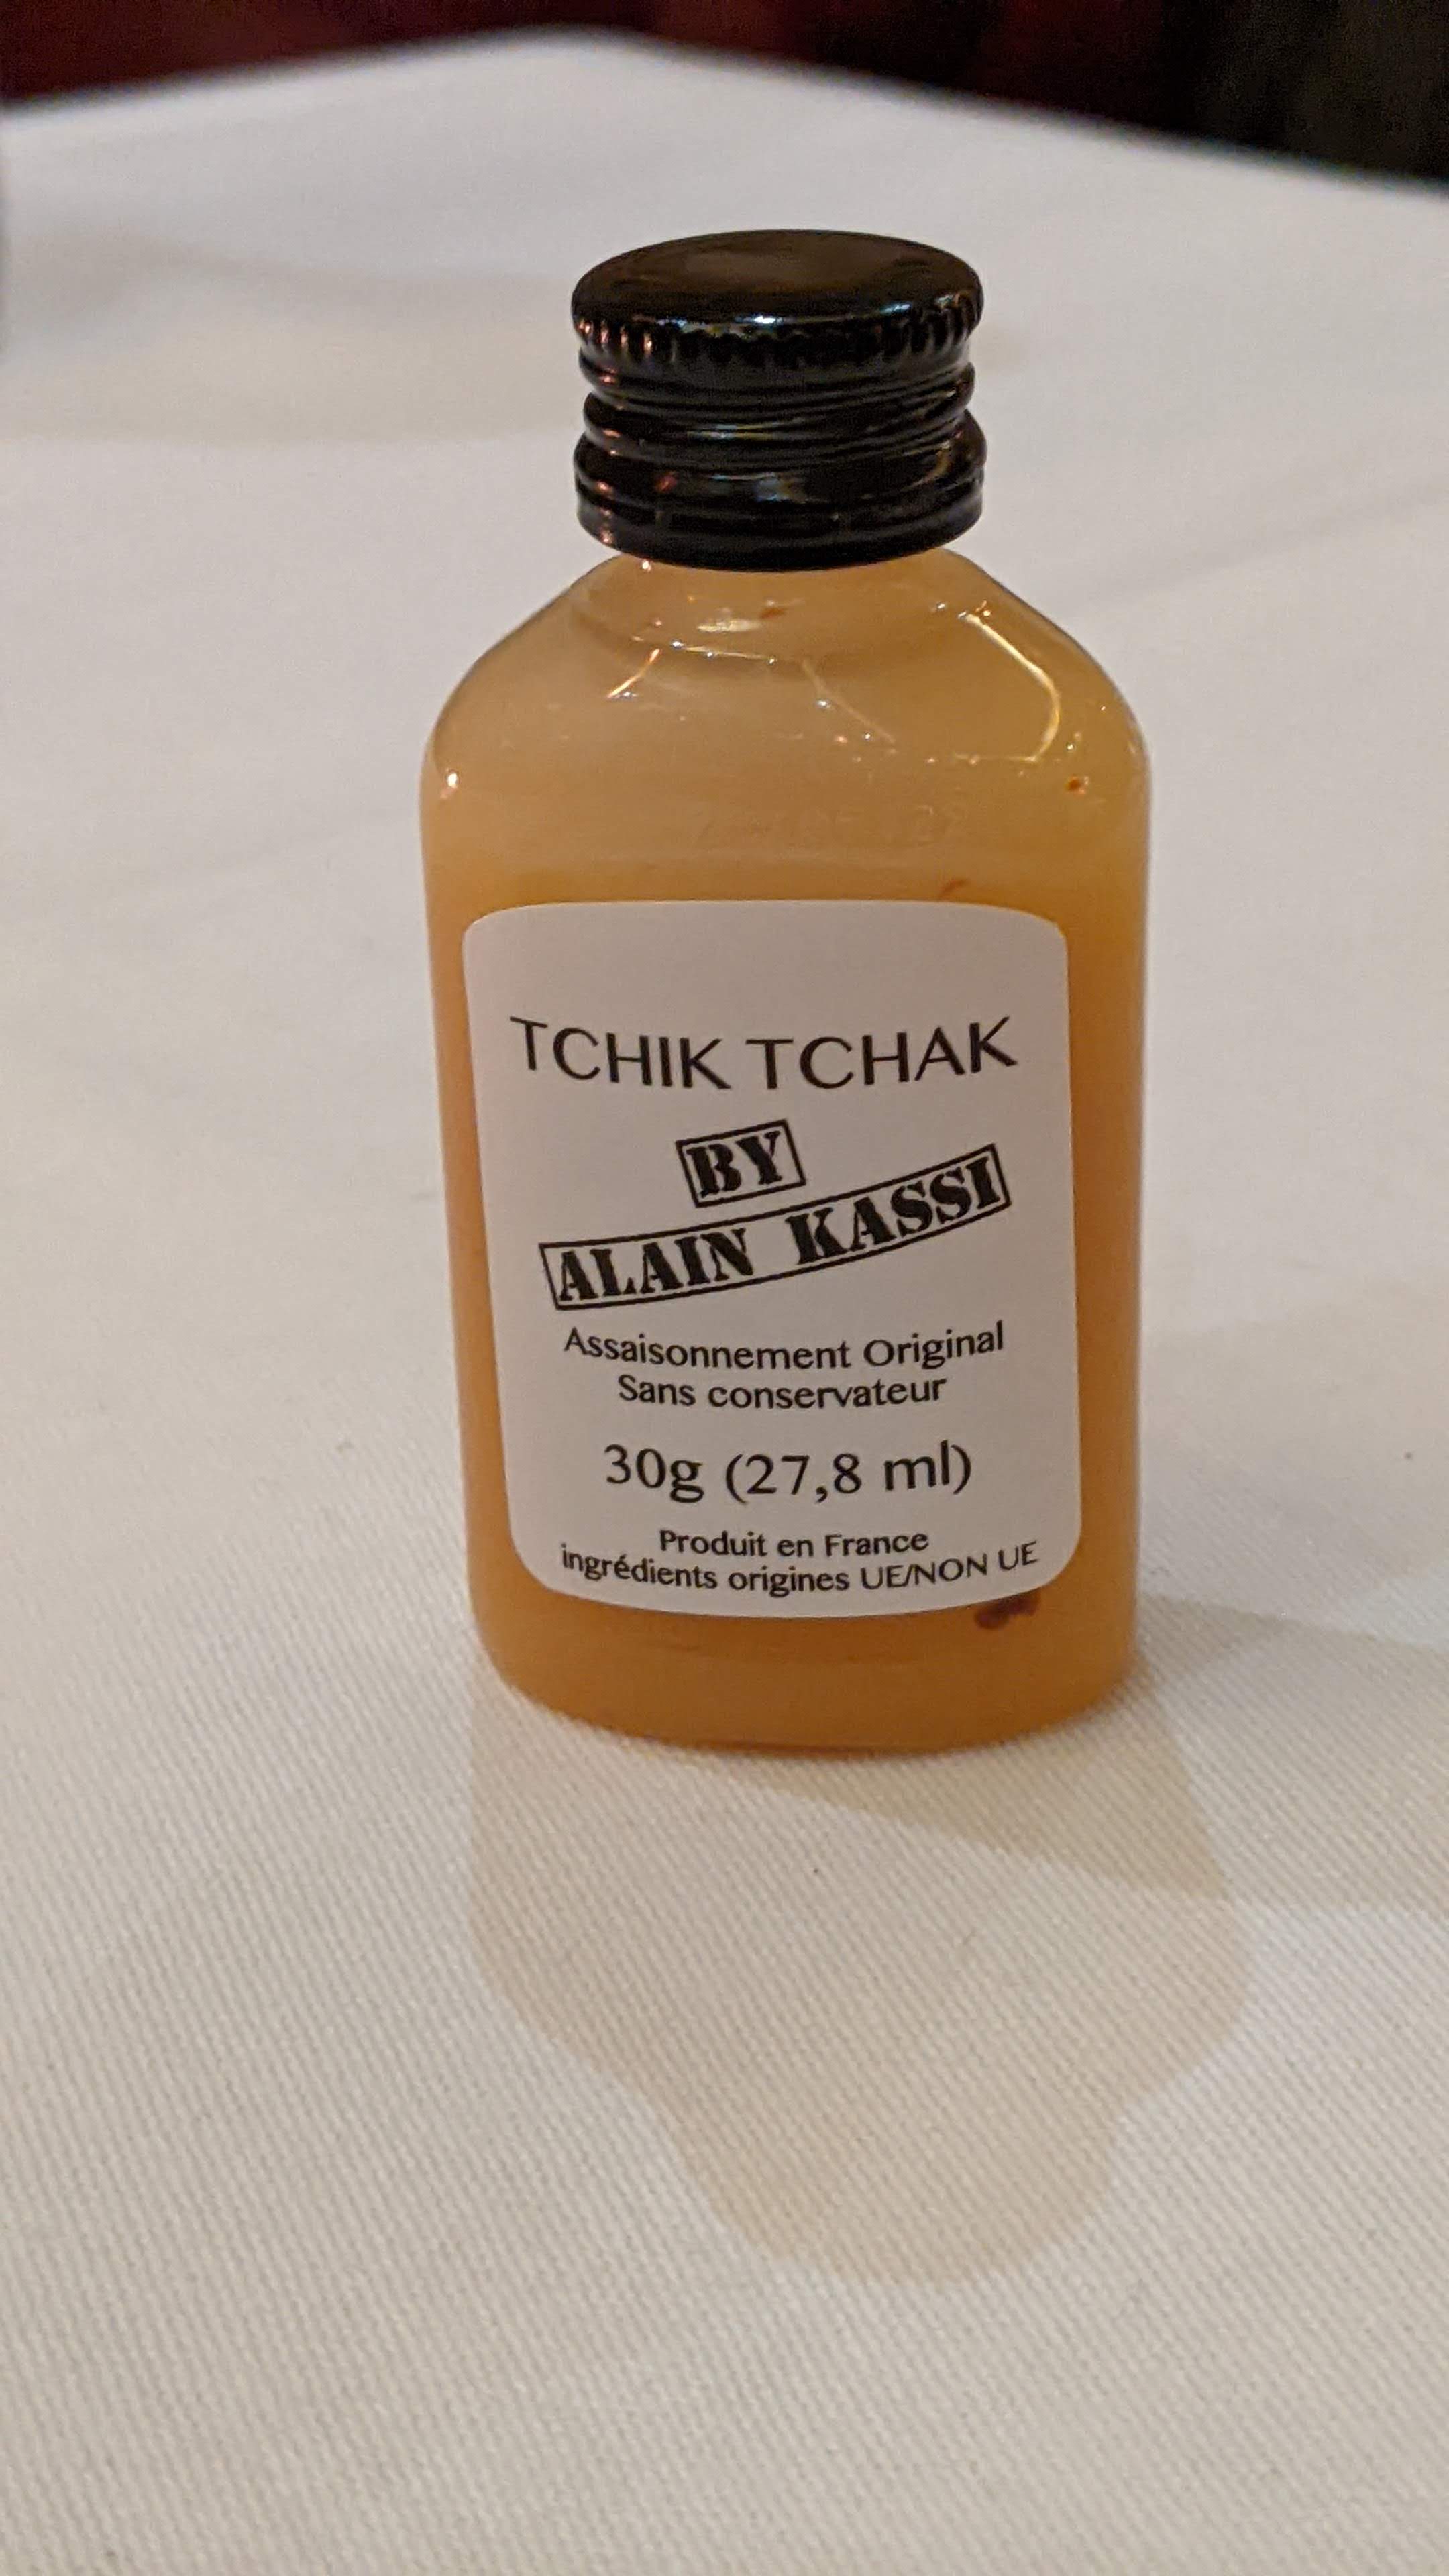 TCHIK TCHAK
BY
ALAIN KASSI
Assaisonnement Original
Sans conservateur
30g (27,8 ml)
Produit en France
ingrédients origines UE/NON UE